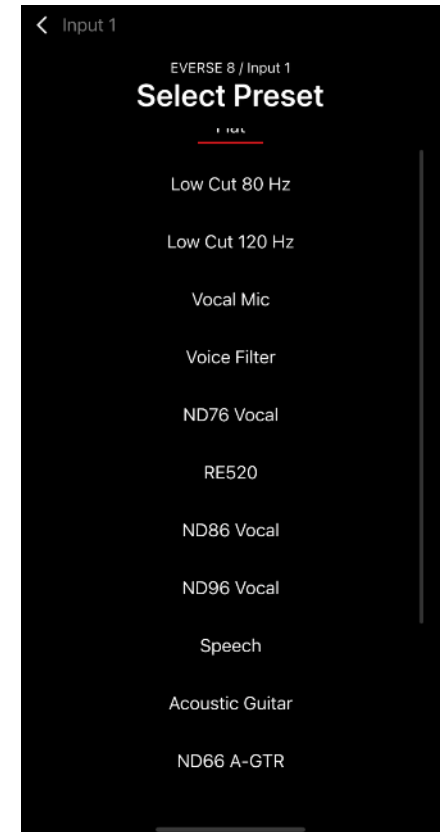 Input 1
EVERSE 8 / Input 1
Select Preset
Flat
Low Cut 80 Hz
Low Cut 120 Hz
Vocal Mic
Voice Filter
ND76 Vocal
RE520
ND86 Vocal
ND96 Vocal
Speech
Acoustic Guitar
ND66 A-GTR